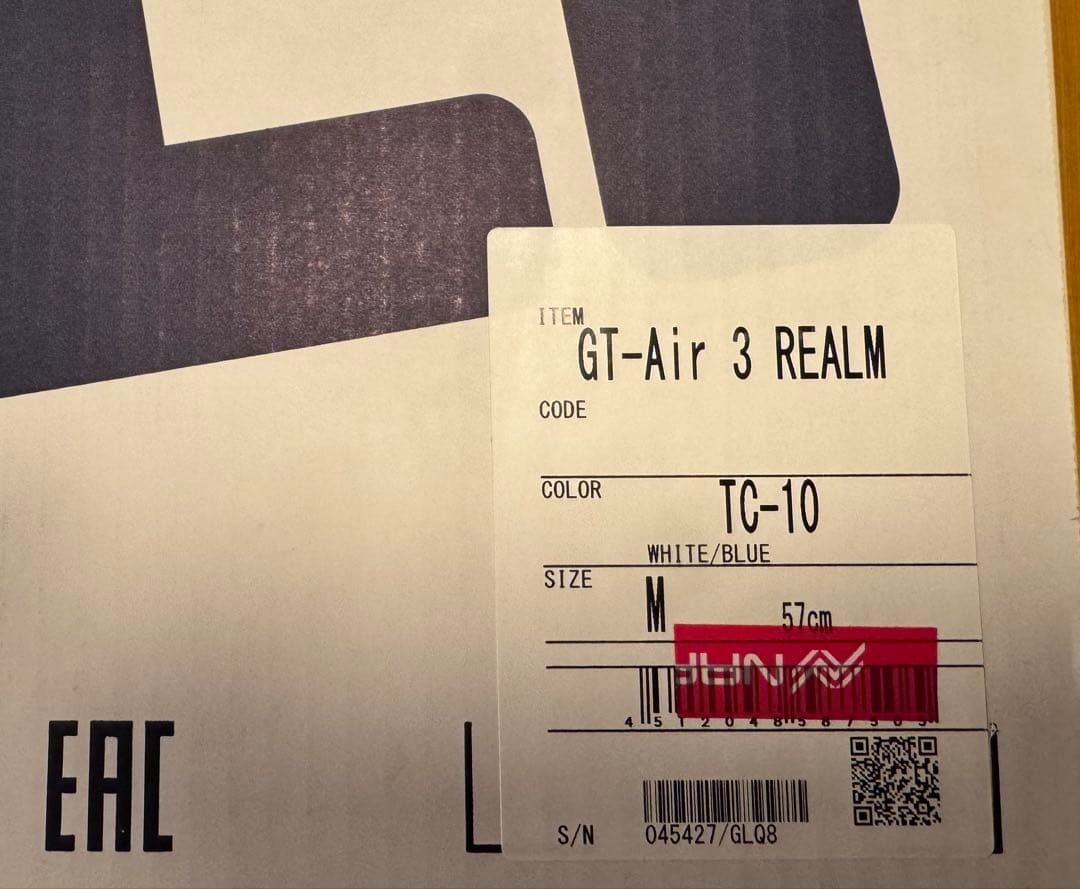 ITEM
GT-Air 3 REALM
CODE
COLOR
TC-10
WHITE/BLUE
SIZE
M
57cm
S/N
045427/GLQ8
EAC